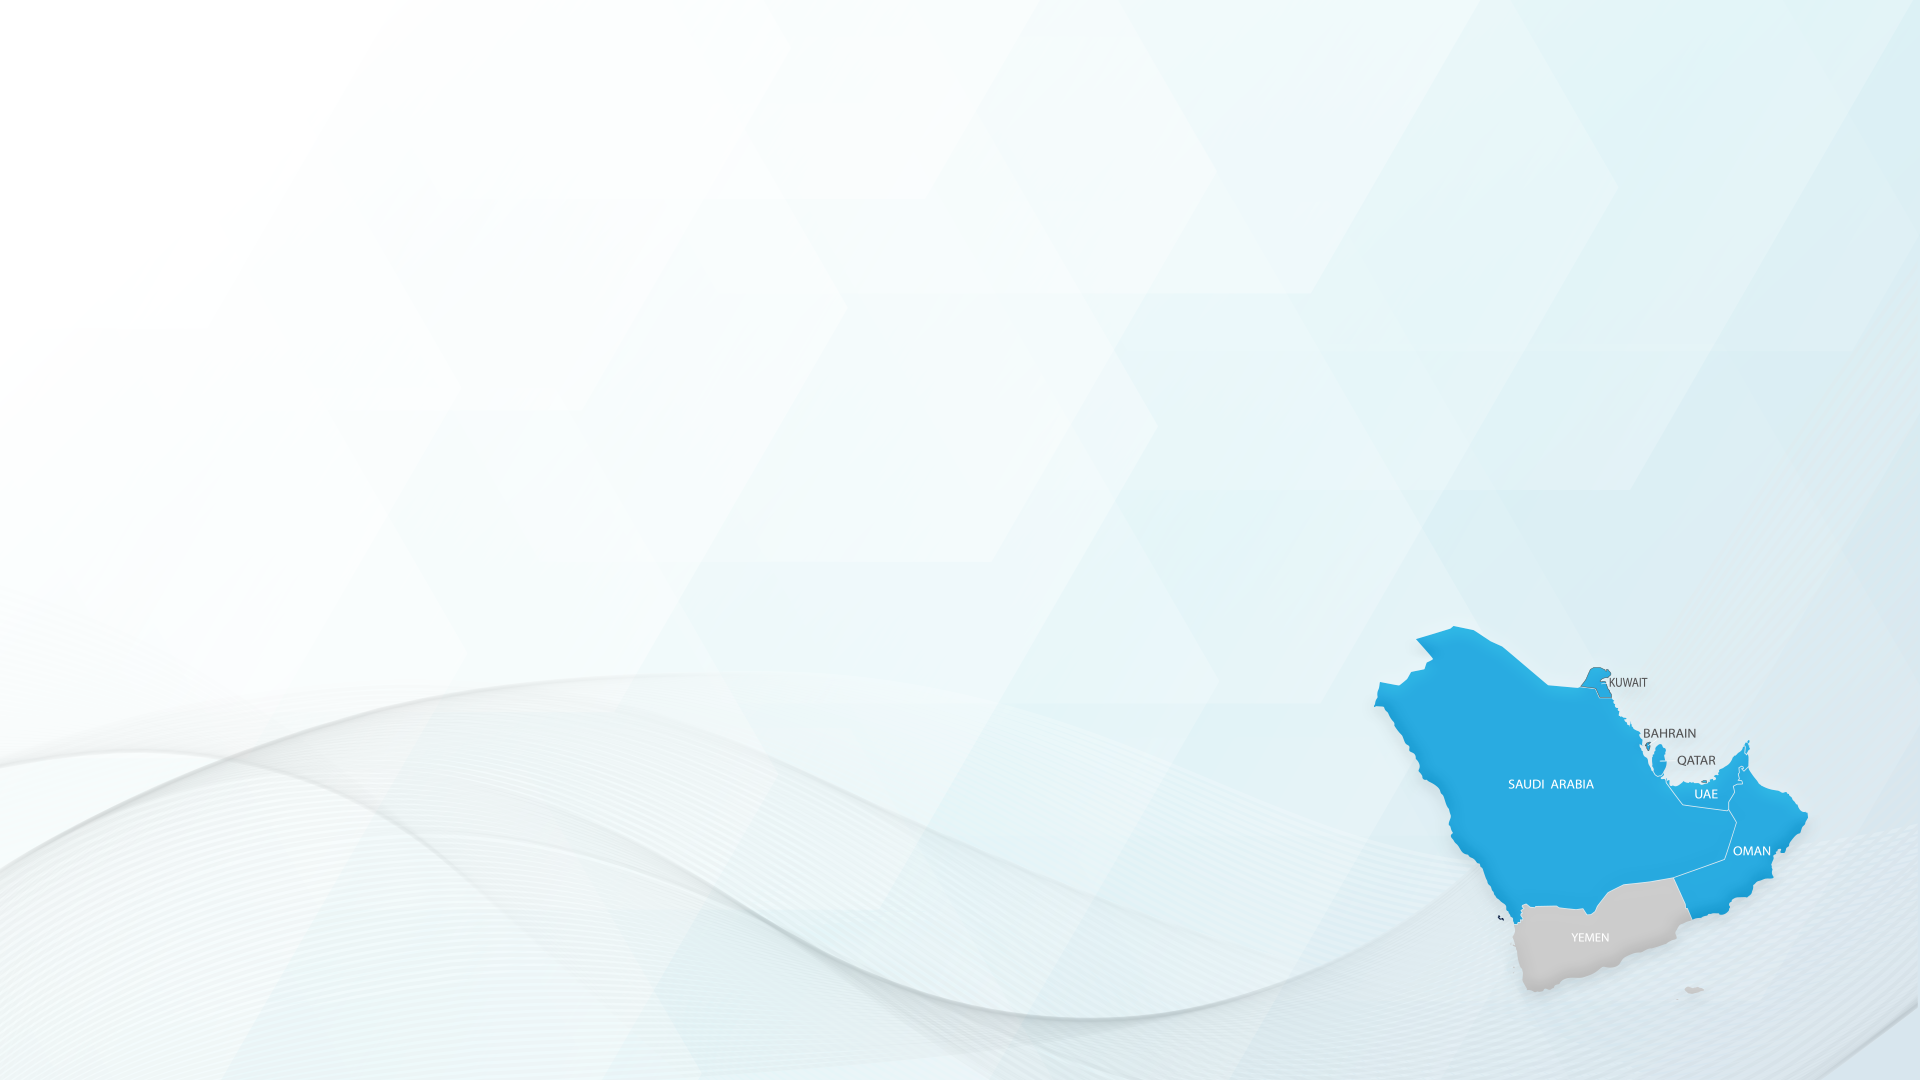 KUWAIT
BAHRAIN
QATAR
SAUDI ARABIA
UAE
OMAN
YEMEN